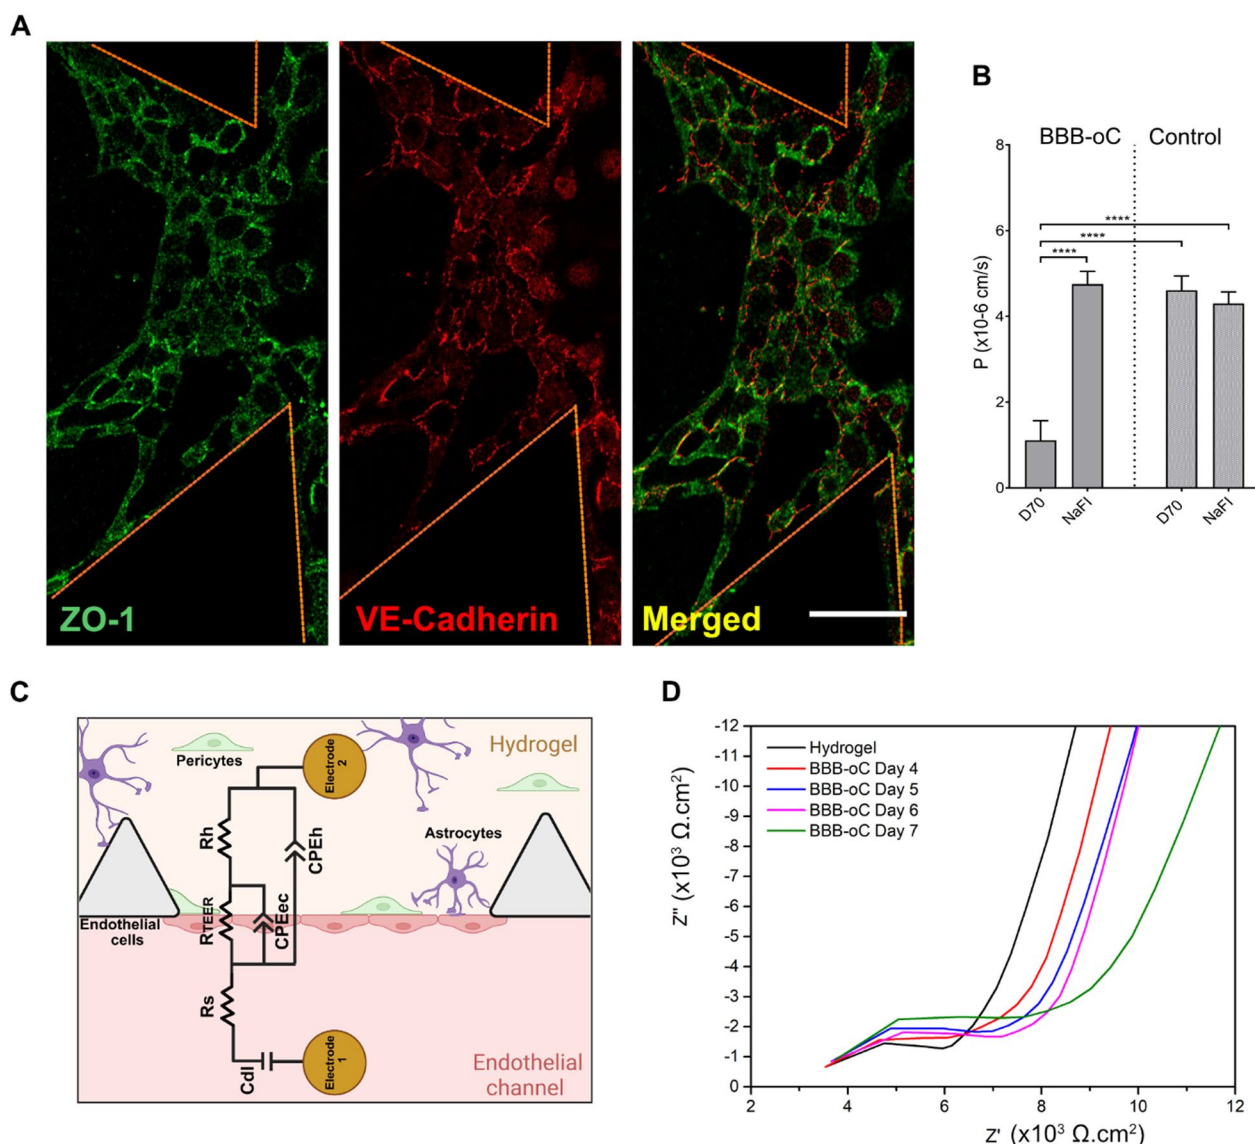 A
ZO-1
VE-Cadherin
Merged
B
BBB-oC
Control
P (x10-6 cm/s)
8
6
4
2
0
****
****
****
D70
NaFl
D70
NaFl
C
Hydrogel
Pericytes
Electrode
2
Rh
CPEh
Astrocytes
Endothelial
cells
RTEER
CPEec
Rs
Cdl
Electrode
1
Endothelial
channel
D
Z'' (x10³ Ω.cm²)
-12
-11
-9
-8
-7
-6
-5
-4
-3
-2
-1
0
Hydrogel
BBB-oC Day 4
BBB-oC Day 5
BBB-oC Day 6
BBB-oC Day 7
2
4
6
8
10
12
Z' (x10³ Ω.cm²)